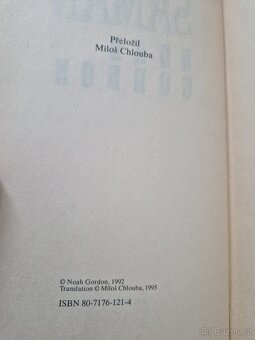 Přeložil
Miloš Chlouba
© Noah Gordon, 1992
Translation © Miloš Chlouba, 1995
ISBN 80-7176-121-4